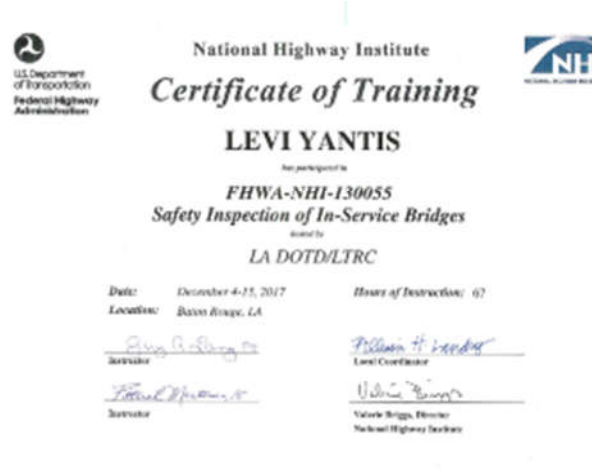 U.S. Department
of Transportation
Federal Highway
Administration
National Highway Institute
NHI
Certificate of Training
LEVI YANTIS
has participated in
FHWA-NHI-130055
Safety Inspection of In-Service Bridges
hosted by
LA DOTD/LTRC
Date: December 4-15, 2017
Hours of Instruction: 67
Location: Baton Rouge, LA
Instructor
Local Coordinator
Instructor
Valerie Briggs, Director
National Highway Institute